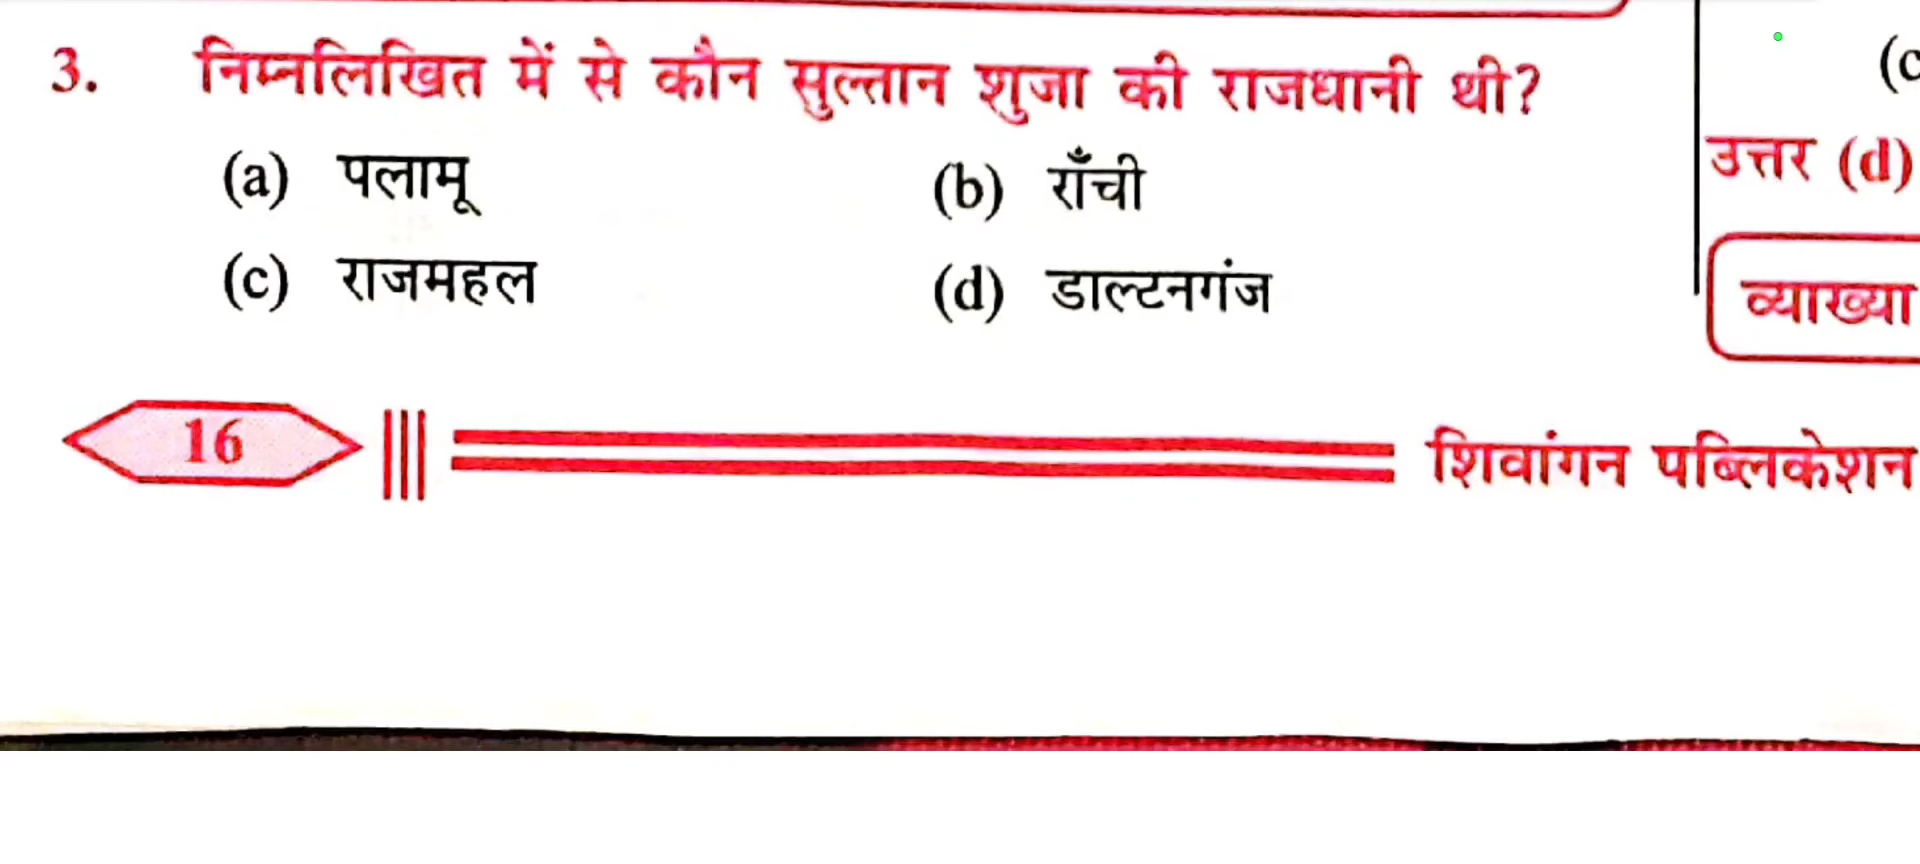 3. निम्नलिखित में से कौन सुल्तान शुजा की राजधानी थी?
(a) पलामू (b) राँची
(c) राजमहल (d) डाल्टनगंज
16 शिवांगन पब्लिकेशन
(c
उत्तर (d)
व्याख्या